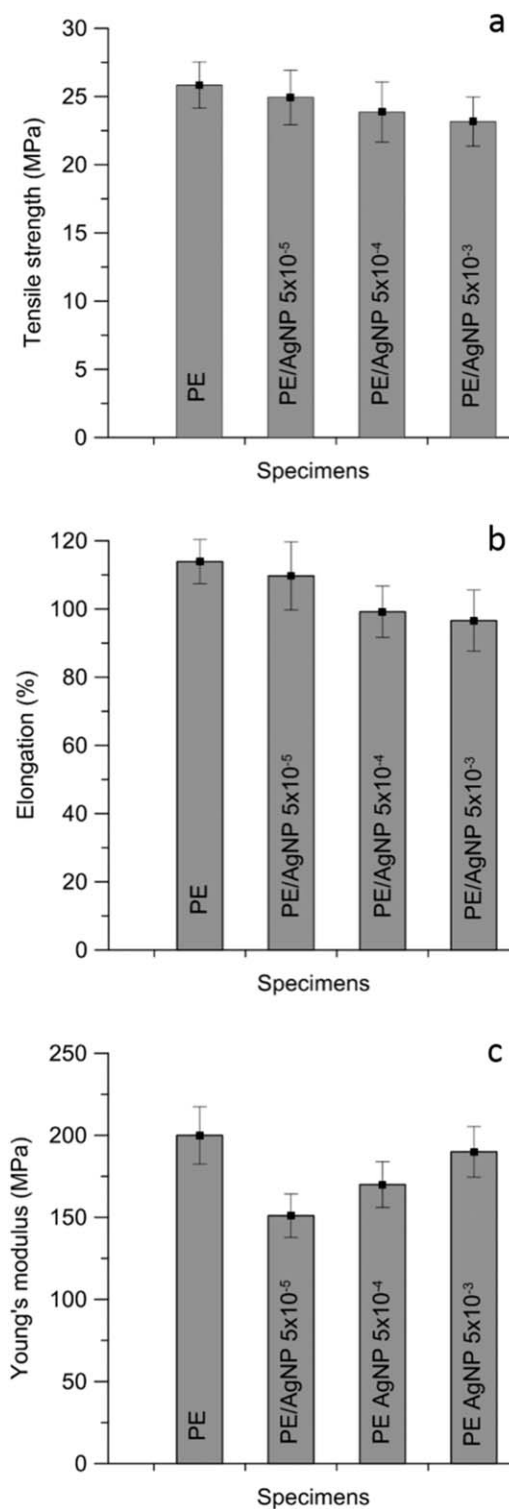 a
30
25
20
15
10
5
0
Tensile strength (MPa)
PE
PE/AgNP 5x10⁻⁵
PE/AgNP 5x10⁻⁴
PE/AgNP 5x10⁻³
Specimens
b
120
100
80
60
40
20
0
Elongation (%)
PE
PE/AgNP 5x10⁻⁵
PE/AgNP 5x10⁻⁴
PE/AgNP 5x10⁻³
Specimens
c
250
200
150
100
50
0
Young's modulus (MPa)
PE
PE/AgNP 5x10⁻⁵
PE AgNP 5x10⁻⁴
PE AgNP 5x10⁻³
Specimens